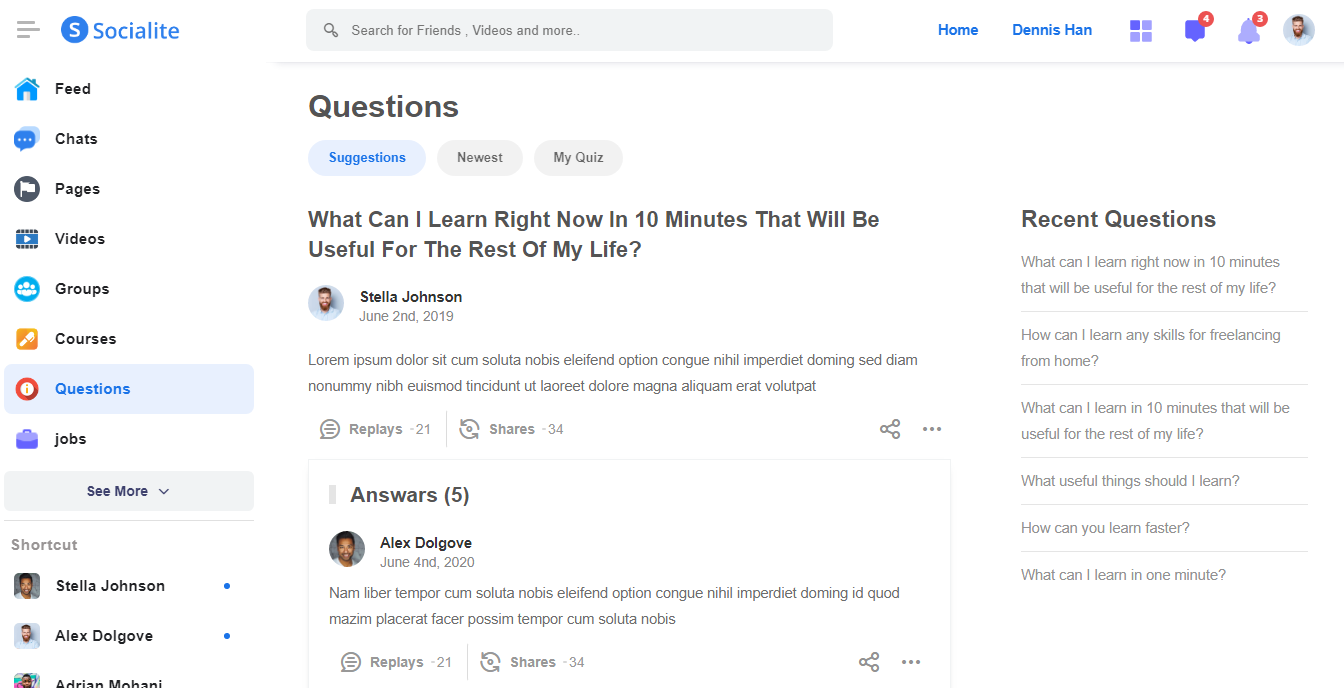 S Socialite
Search for Friends , Videos and more..
Home
Dennis Han
4
3
Feed
Chats
Pages
Videos
Groups
Courses
Questions
jobs
See More
Shortcut
Stella Johnson
Alex Dolgove
Adrian Mohani
Questions
Suggestions
Newest
My Quiz
What Can I Learn Right Now In 10 Minutes That Will Be
Useful For The Rest Of My Life?
Stella Johnson
June 2nd, 2019
Lorem ipsum dolor sit cum soluta nobis eleifend option congue nihil imperdiet doming sed diam
nonummy nibh euismod tincidunt ut laoreet dolore magna aliquam erat volutpat
Replays - 21
Shares - 34
Answars (5)
Alex Dolgove
June 4nd, 2020
Nam liber tempor cum soluta nobis eleifend option congue nihil imperdiet doming id quod
mazim placerat facer possim tempor cum soluta nobis
Replays - 21
Shares - 34
Recent Questions
What can I learn right now in 10 minutes
that will be useful for the rest of my life?
How can I learn any skills for freelancing
from home?
What can I learn in 10 minutes that will be
useful for the rest of my life?
What useful things should I learn?
How can you learn faster?
What can I learn in one minute?